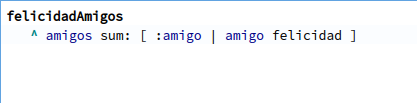 felicidadAmigos
^ amigos sum: [ :amigo | amigo felicidad ]